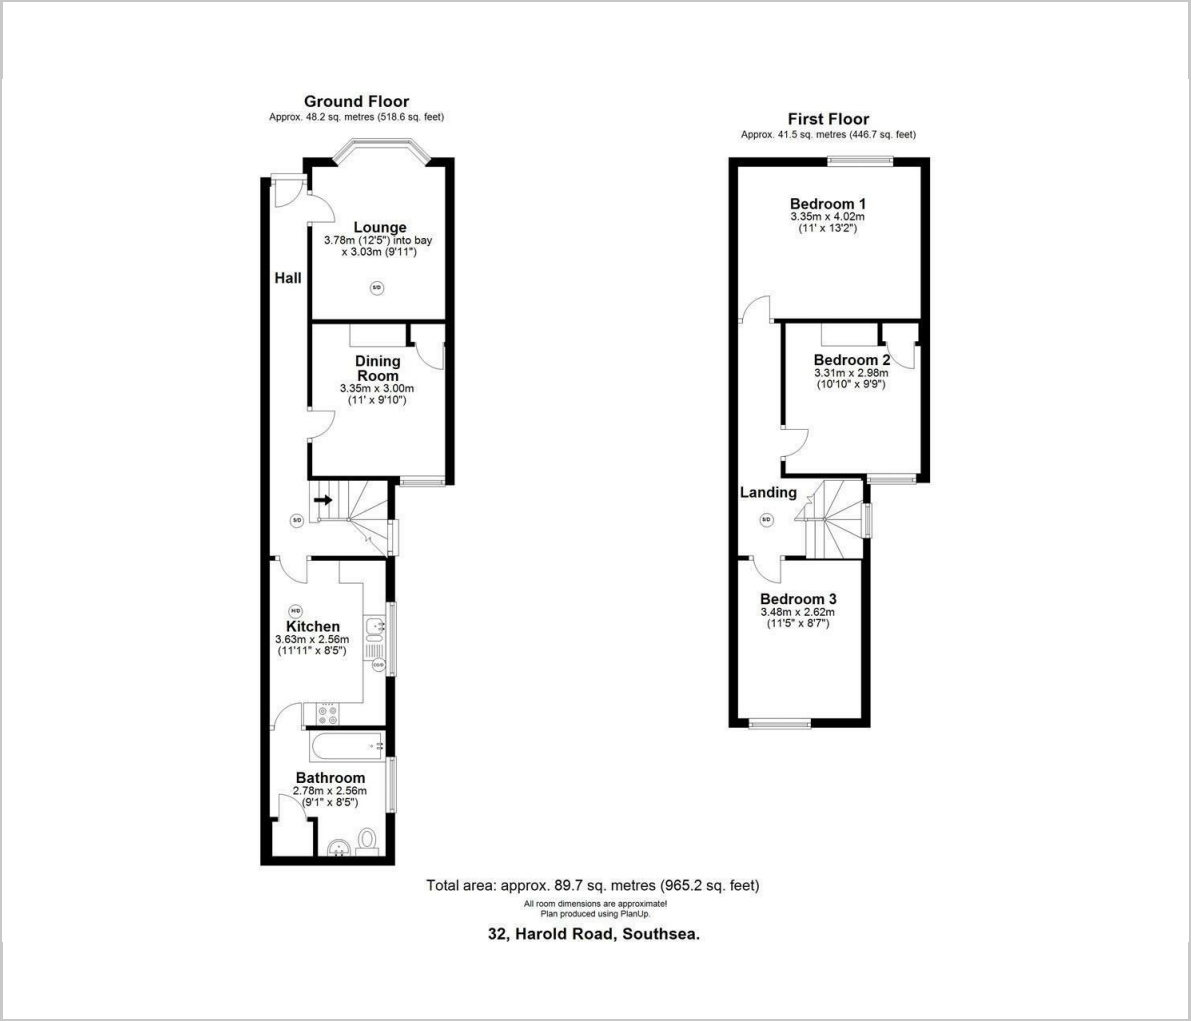 Ground Floor
Approx. 48.2 sq. metres (518.6 sq. feet)
Lounge
3.78m (12'5") into bay
x 3.03m (9'11")
S/D
Hall
Dining
Room
3.35m x 3.00m
(11' x 9'10")
S/D
H/D
Kitchen
3.63m x 2.56m
(11'11" x 8'5")
Bathroom
2.78m x 2.56m
(9'1" x 8'5")
First Floor
Approx. 41.5 sq. metres (446.7 sq. feet)
Bedroom 1
3.35m x 4.02m
(11' x 13'2")
Bedroom 2
3.31m x 2.98m
(10'10" x 9'9")
Landing
S/D
Bedroom 3
3.48m x 2.62m
(11'5" x 8'7")
Total area: approx. 89.7 sq. metres (965.2 sq. feet)
All room dimensions are approximate!
Plan produced using PlanUp.
32, Harold Road, Southsea.